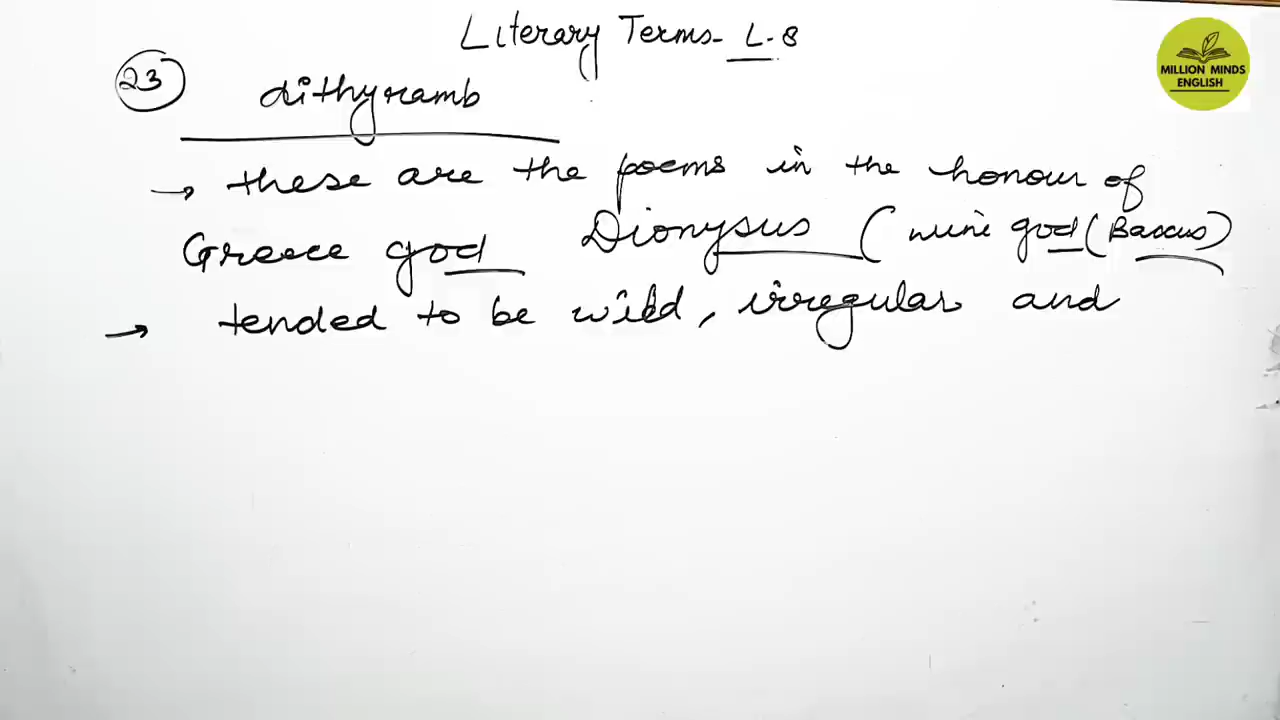 Literary Terms- L-8
MILLION MINDS
ENGLISH
23 dithyramb
→ these are the poems in the honour of
Greece god Dionysus ( wine god (Baccus)
→ tended to be wild, irregular and